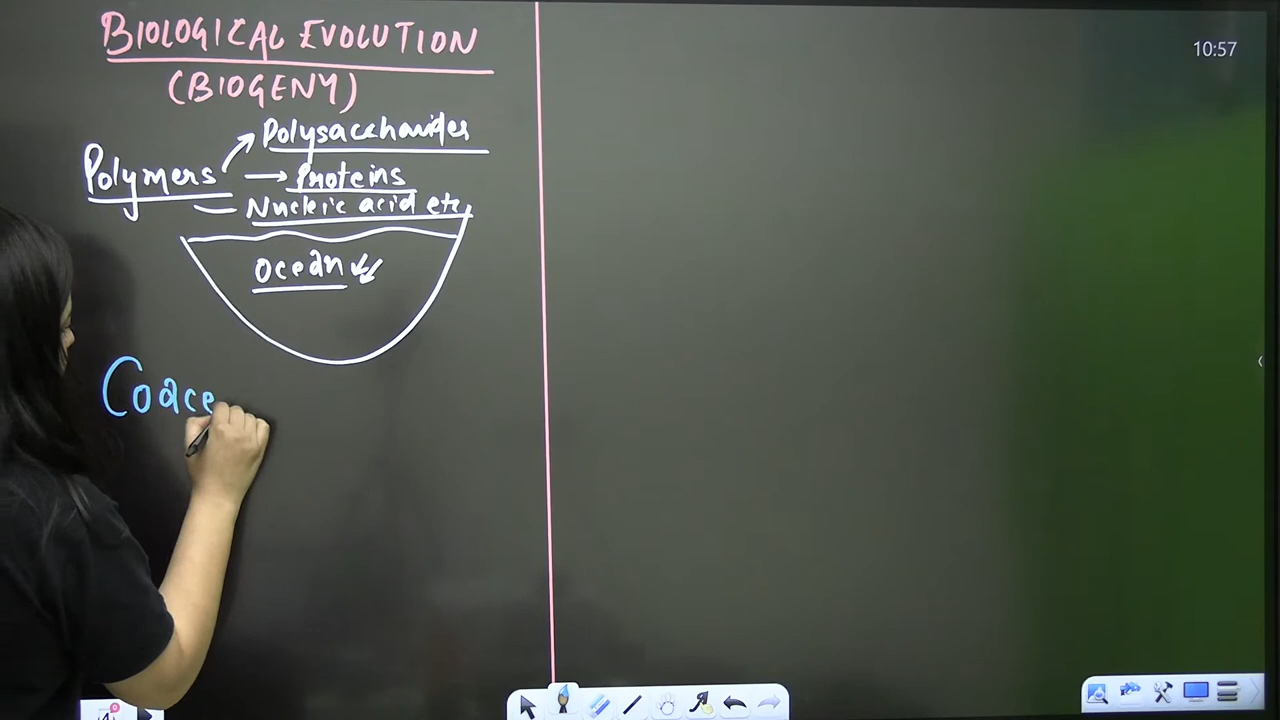 BIOLOGICAL EVOLUTION
(BIOGENY)
Polysaccharides
Polymers → Proteins
Nucleic acid etc
ocean
Coace
10:57